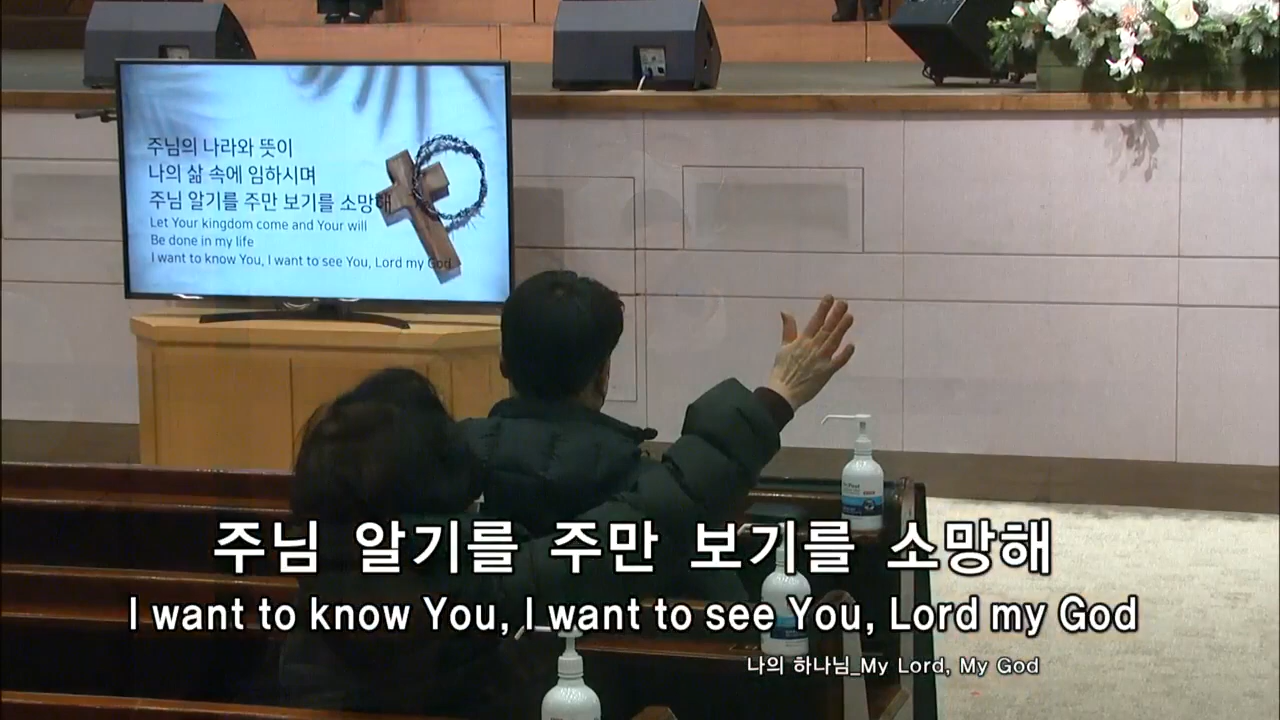 주님의 나라와 뜻이
나의 삶 속에 임하시며
주님 알기를 주만 보기를 소망해
Let Your kingdom come and Your will
Be done in my life
I want to know You, I want to see You, Lord my God
주님 알기를 주만 보기를 소망해
I want to know You, I want to see You, Lord my God
나의 하나님_My Lord, My God